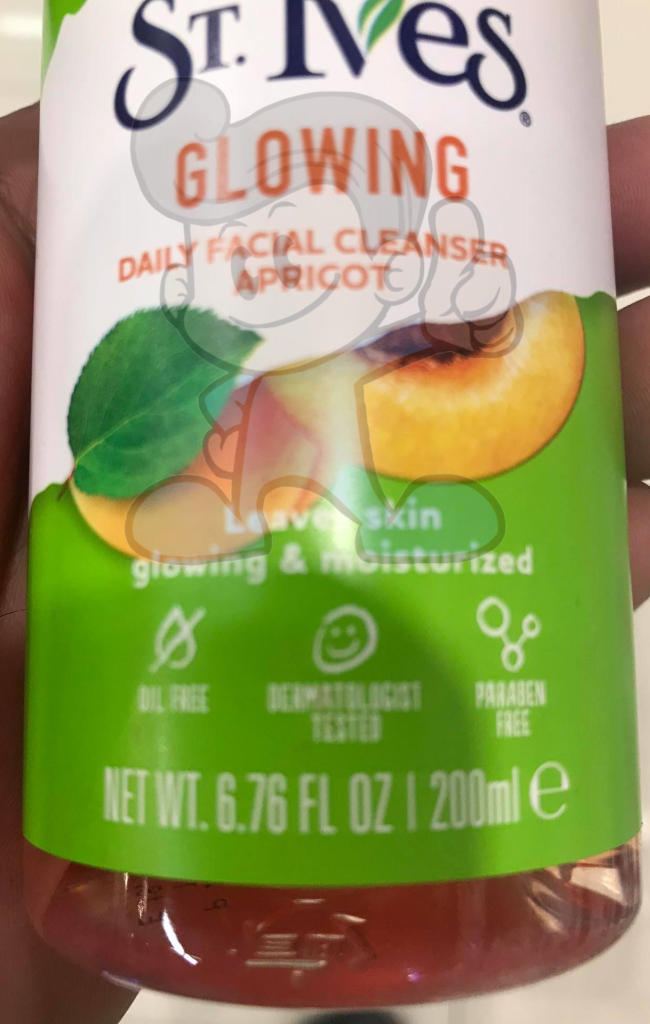 ST. Ives®
GLOWING
DAILY FACIAL CLEANSER
APRICOT
Leaves skin
glowing & moisturized
OIL FREE
DERMATOLOGIST
TESTED
PARABEN
FREE
NET WT. 6.76 FL OZ | 200ml e